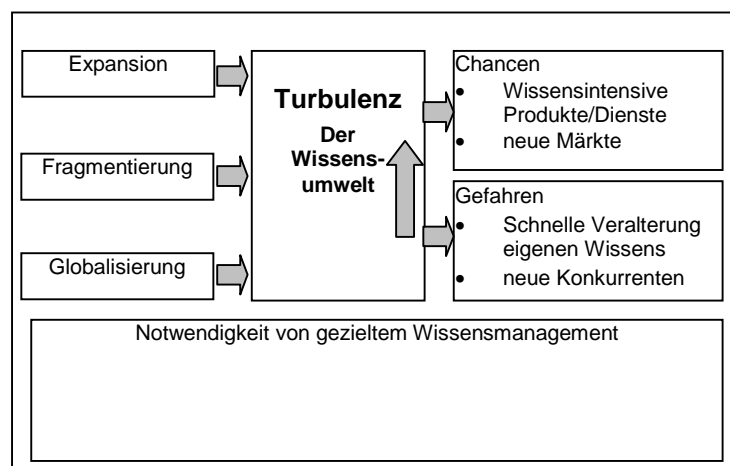 Expansion
Fragmentierung
Globalisierung
Turbulenz
Der
Wissens-
umwelt
Chancen
• Wissensintensive
Produkte/Dienste
• neue Märkte
Gefahren
• Schnelle Veralterung
eigenen Wissens
• neue Konkurrenten
Notwendigkeit von gezieltem Wissensmanagement